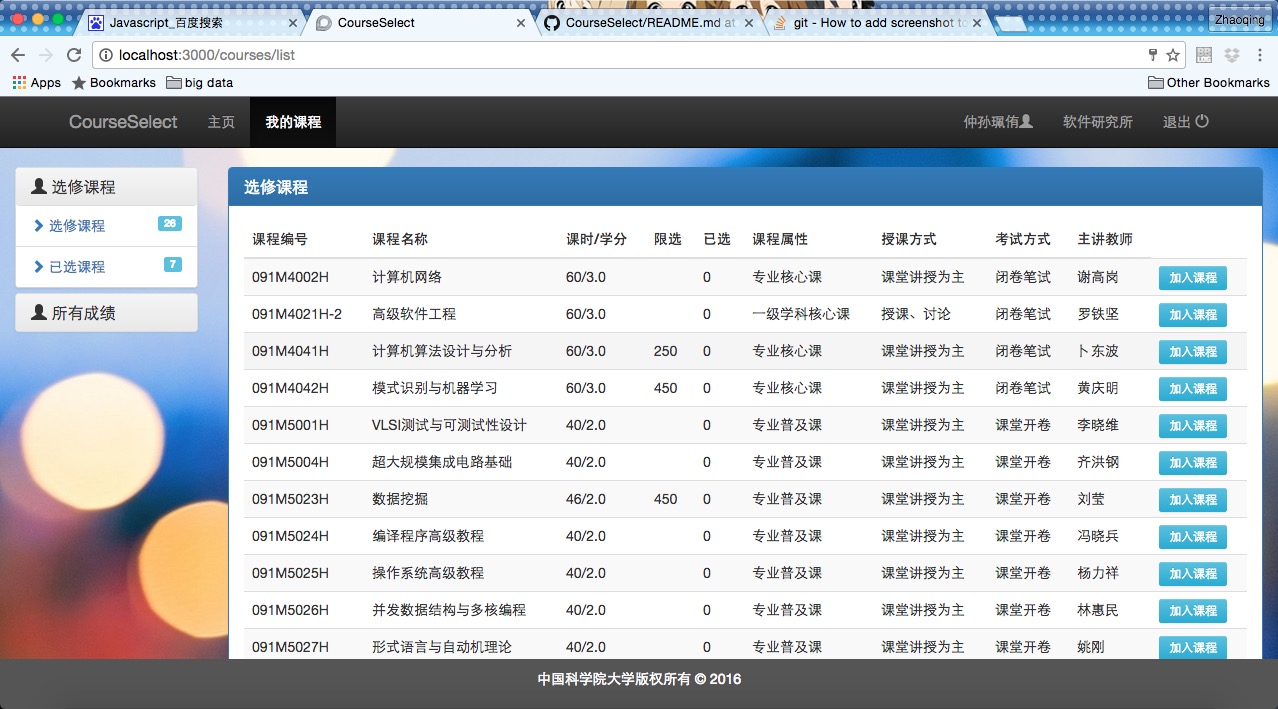 Javascript_百度搜索 CourseSelect CourseSelect/README.md at git - How to add screenshot to Zhaoqing
localhost:3000/courses/list
Apps Bookmarks big data Other Bookmarks
CourseSelect 主页 我的课程 仲孙珮侑 软件研究所 退出
选修课程
选修课程 26
已选课程 7
所有成绩
选修课程
课程编号 课程名称 课时/学分 限选 已选 课程属性 授课方式 考试方式 主讲教师
091M4002H 计算机网络 60/3.0 0 专业核心课 课堂讲授为主 闭卷笔试 谢高岗 加入课程
091M4021H-2 高级软件工程 60/3.0 0 一级学科核心课 授课、讨论 闭卷笔试 罗铁坚 加入课程
091M4041H 计算机算法设计与分析 60/3.0 250 0 专业核心课 课堂讲授为主 闭卷笔试 卜东波 加入课程
091M4042H 模式识别与机器学习 60/3.0 450 0 专业核心课 课堂讲授为主 闭卷笔试 黄庆明 加入课程
091M5001H VLSI测试与可测试性设计 40/2.0 0 专业普及课 课堂讲授为主 课堂开卷 李晓维 加入课程
091M5004H 超大规模集成电路基础 40/2.0 0 专业普及课 课堂讲授为主 课堂开卷 齐洪钢 加入课程
091M5023H 数据挖掘 46/2.0 450 0 专业普及课 课堂讲授为主 课堂开卷 刘莹 加入课程
091M5024H 编译程序高级教程 40/2.0 0 专业普及课 课堂讲授为主 课堂开卷 冯晓兵 加入课程
091M5025H 操作系统高级教程 40/2.0 0 专业普及课 课堂讲授为主 课堂开卷 杨力祥 加入课程
091M5026H 并发数据结构与多核编程 40/2.0 0 专业普及课 课堂讲授为主 课堂开卷 林惠民 加入课程
091M5027H 形式语言与自动机理论 40/2.0 0 专业普及课 课堂讲授为主 课堂开卷 姚刚 加入课程
中国科学院大学版权所有 © 2016